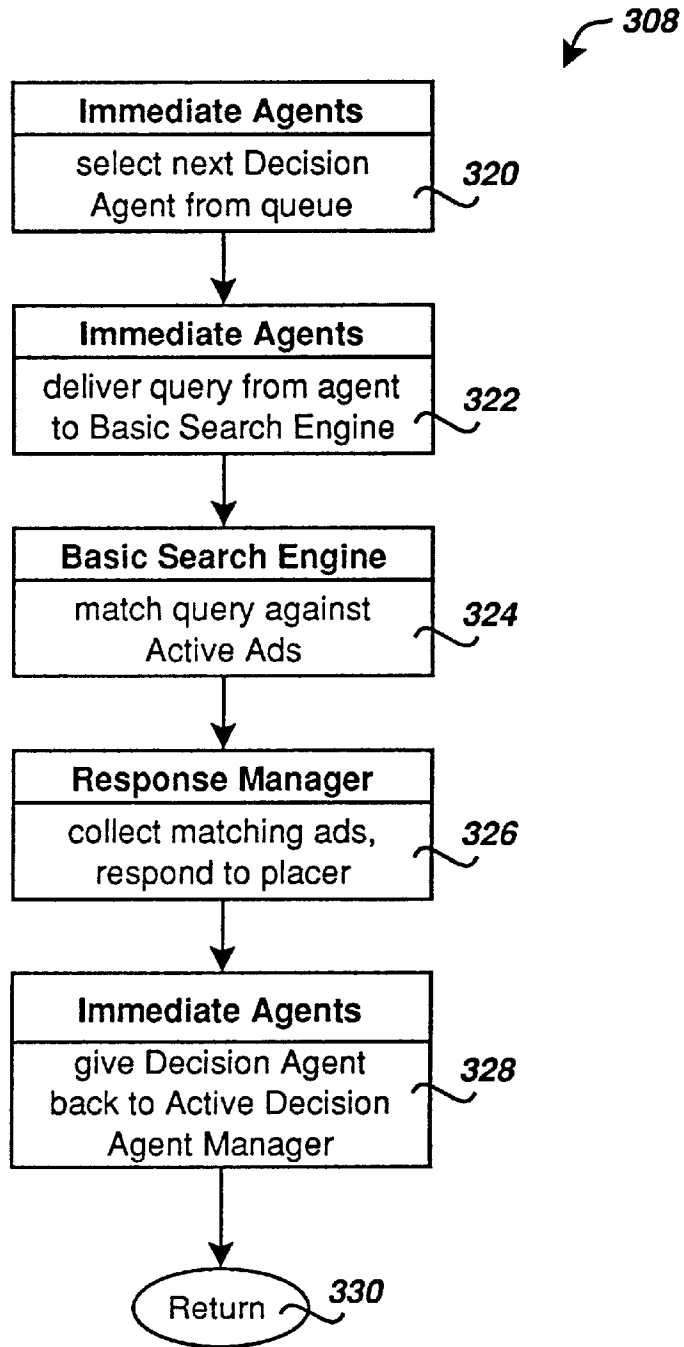 308
Immediate Agents
select next Decision
Agent from queue
320
Immediate Agents
deliver query from agent
to Basic Search Engine
322
Basic Search Engine
match query against
Active Ads
324
Response Manager
collect matching ads,
respond to placer
326
Immediate Agents
give Decision Agent
back to Active Decision
Agent Manager
328
Return
330